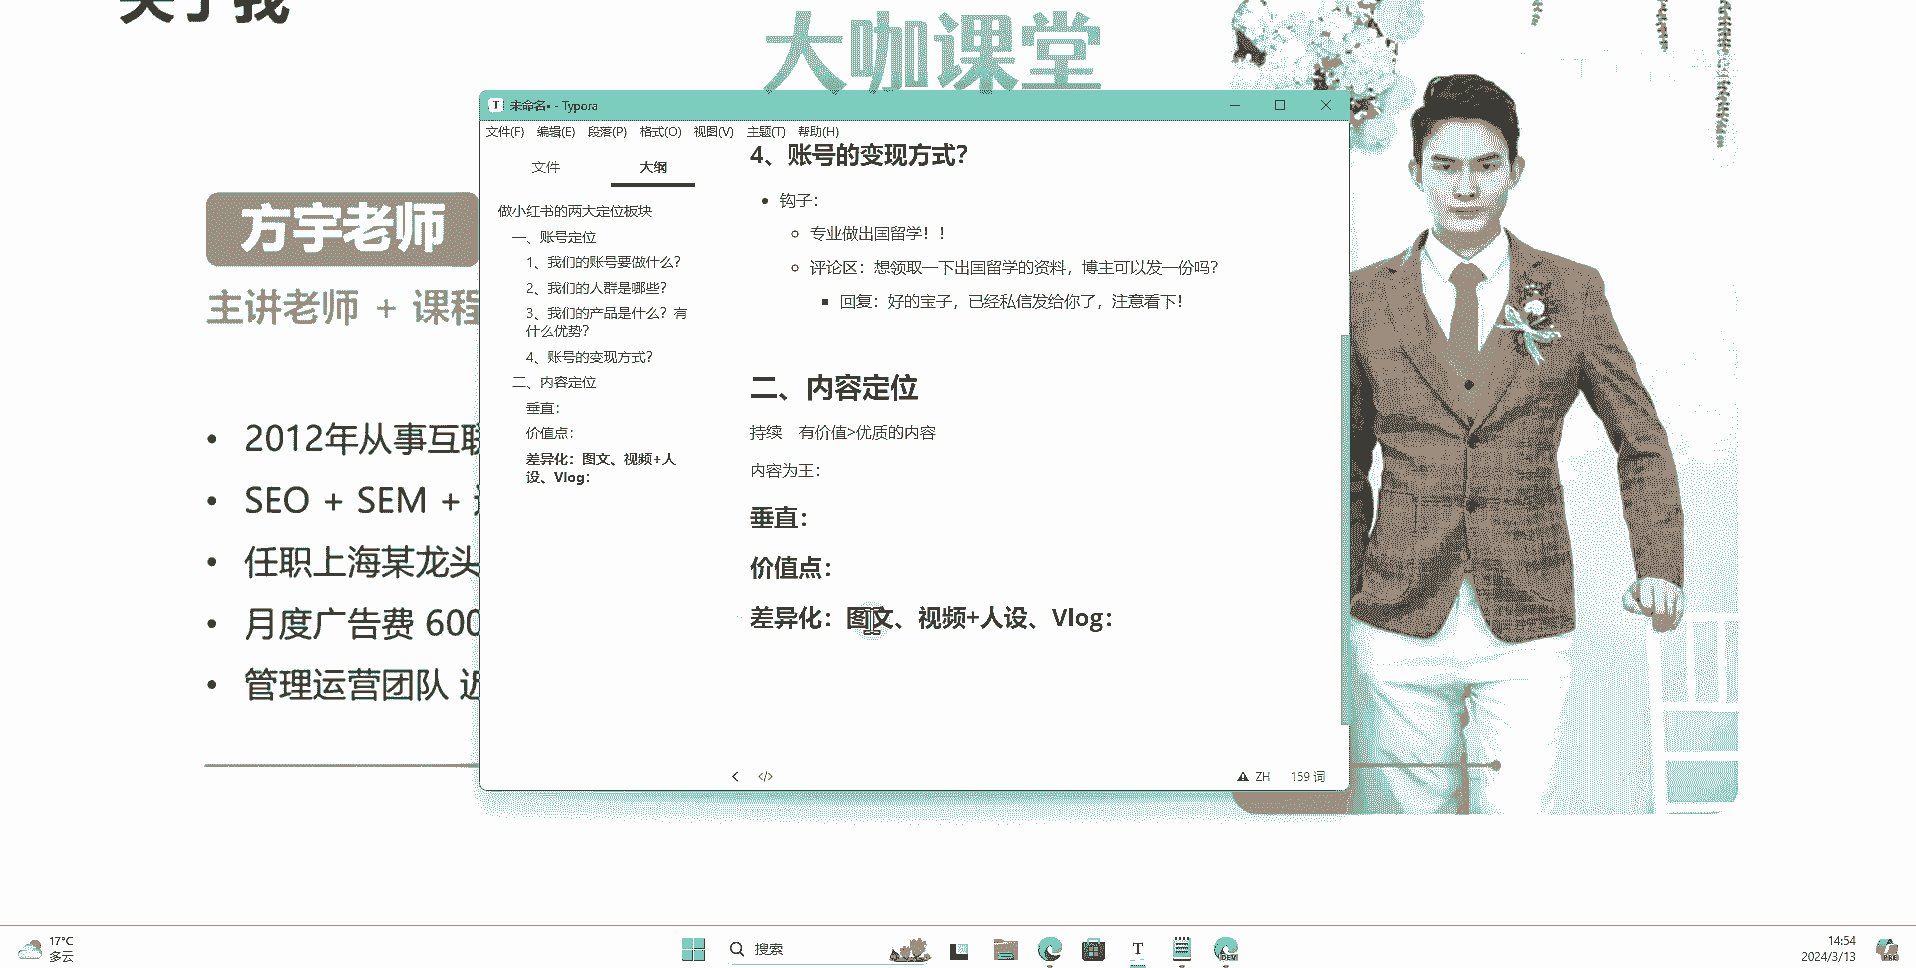 关于我
大咖课堂
方宇老师
主讲老师 + 课程
2012年从事互联
SEO + SEM +
任职上海某龙头
月度广告费 600
管理运营团队 近
未命名• - Typora
文件(F) 编辑(E) 段落(P) 格式(O) 视图(V) 主题(T) 帮助(H)
文件 大纲
做小红书的两大定位板块
一、账号定位
1、我们的账号要做什么？
2、我们的人群是哪些？
3、我们的产品是什么？有
什么优势？
4、账号的变现方式？
二、内容定位
垂直：
价值点：
差异化：图文、视频+人
设、Vlog：
4、账号的变现方式？
钩子：
专业做出国留学！！
评论区：想领取一下出国留学的资料，博主可以发一份吗？
回复：好的宝子，已经私信发给你了，注意看下！
二、内容定位
持续 有价值>优质的内容
内容为王：
垂直：
价值点：
差异化：图文、视频+人设、Vlog：
ZH 159 词
17°C
多云
搜索
T
DEV
14:54
2024/3/13
PRE